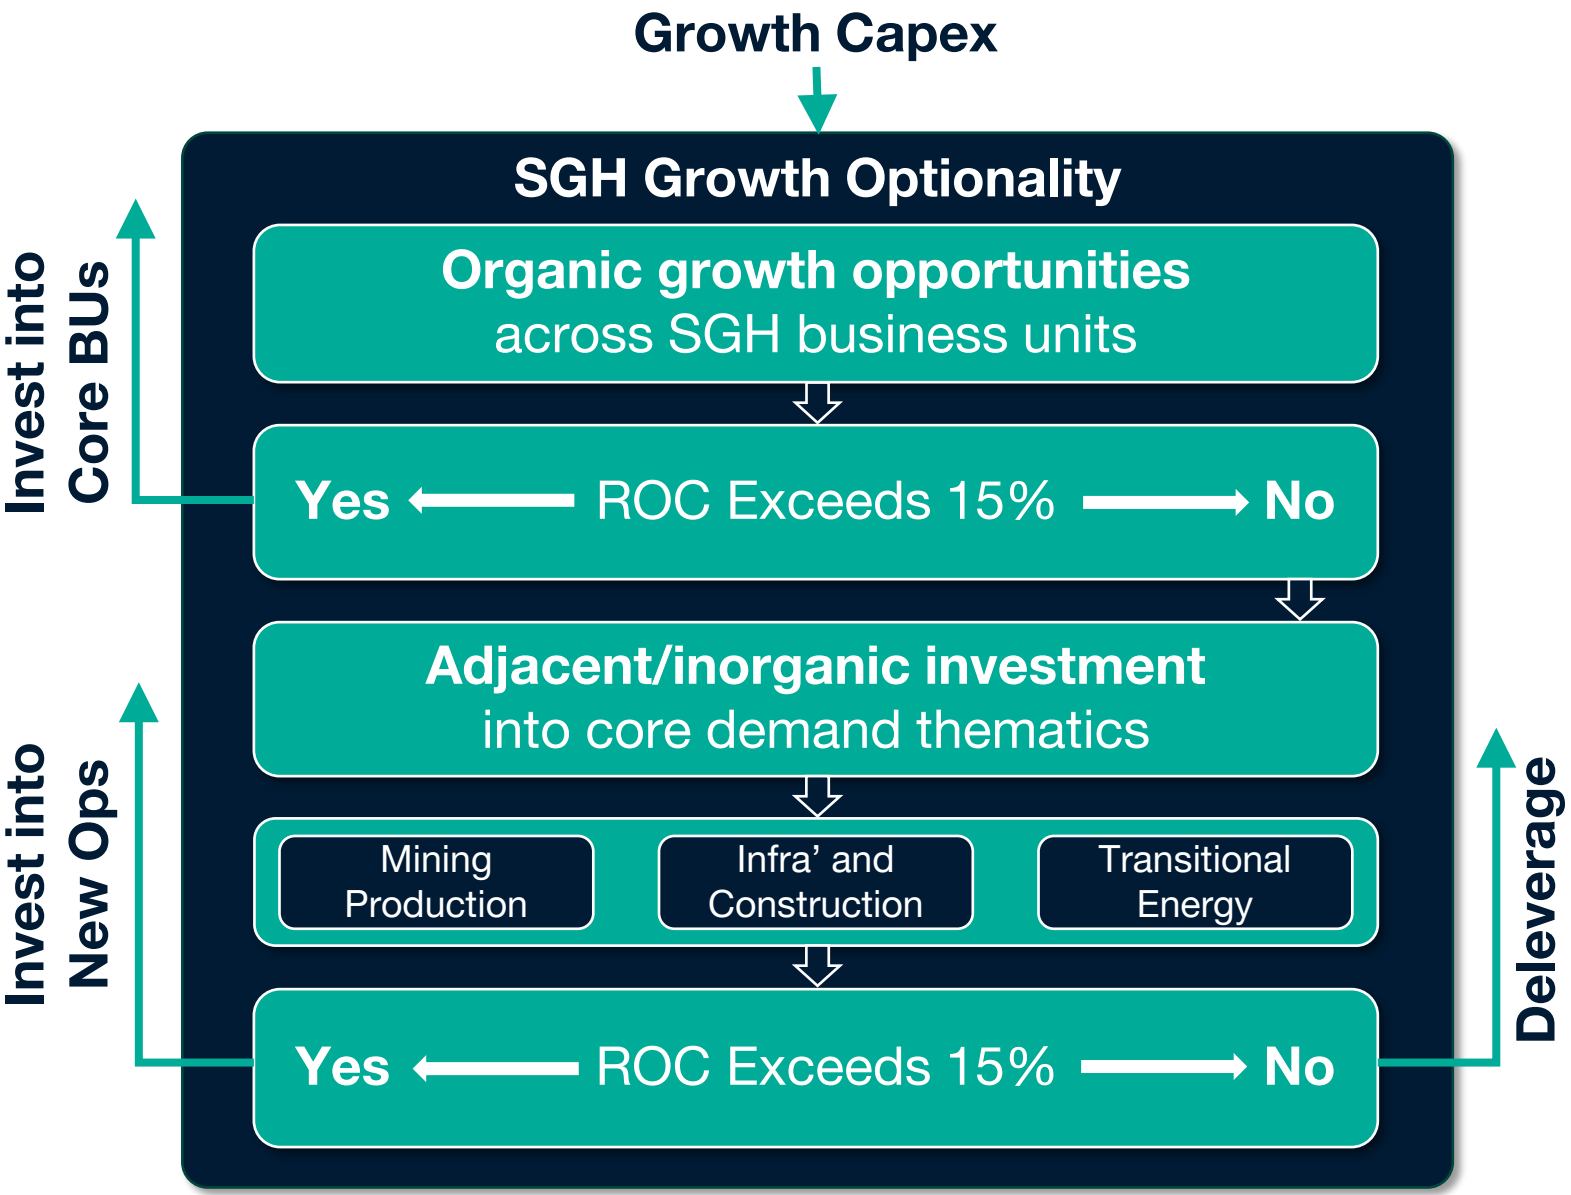 Growth Capex
SGH Growth Optionality
Organic growth opportunities
across SGH business units
Invest into
Core BUs
Yes ROC Exceeds 15% No
Adjacent/inorganic investment
into core demand thematics
Invest into
New Ops
Mining
Production
Infra’ and
Construction
Transitional
Energy
Deleverage
Yes ROC Exceeds 15% No